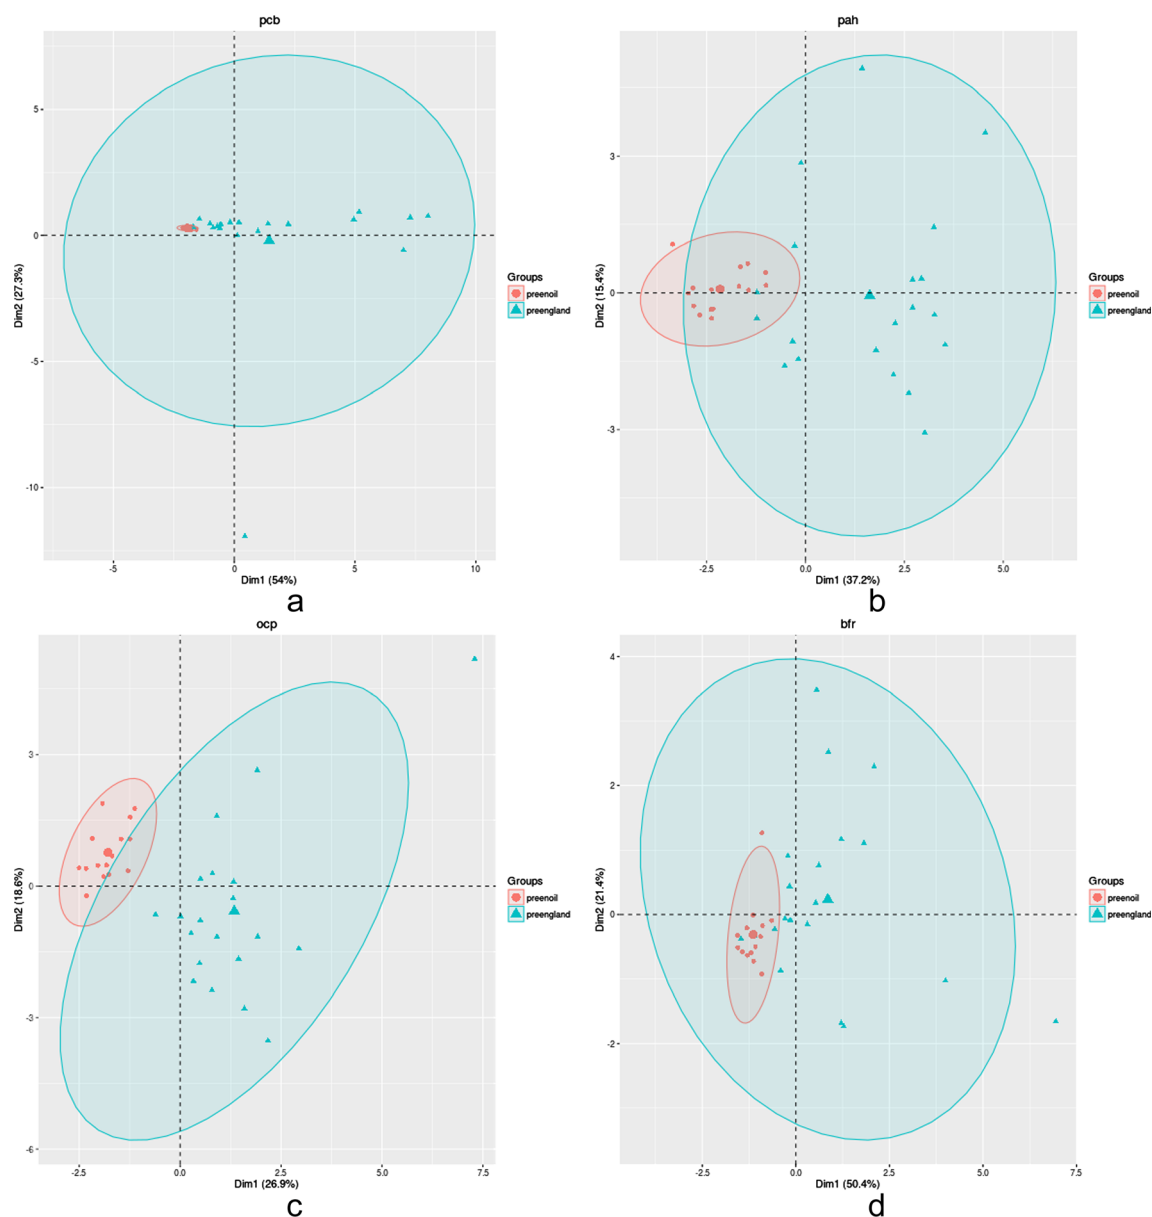 pcb
5
0
-5
-10
Dim2 (27.3%)
-5
0
5
10
Dim1 (54%)
Groups
preenoil
preengland
a
pah
3
0
-3
Dim2 (15.4%)
-2.5
0.0
2.5
5.0
Dim1 (37.2%)
Groups
preenoil
preengland
b
ocp
3
0
-3
-6
Dim2 (18.6%)
-2.5
0.0
2.5
5.0
7.5
Dim1 (26.9%)
Groups
preenoil
preengland
c
bfr
4
2
0
-2
Dim2 (21.4%)
-2.5
0.0
2.5
5.0
7.5
Dim1 (50.4%)
Groups
preenoil
preengland
d